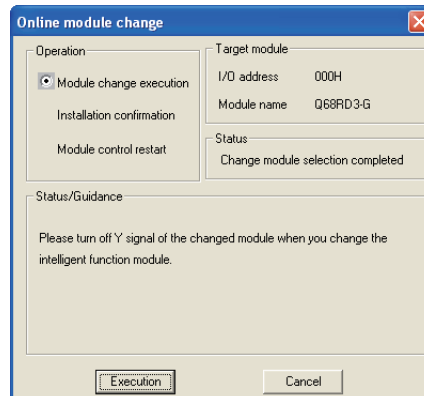 Online module change
Operation
Module change execution
Installation confirmation
Module control restart
Target module
I/O address 000H
Module name Q68RD3-G
Status
Change module selection completed
Status/Guidance
Please turn off Y signal of the changed module when you change the
intelligent function module.
Execution Cancel